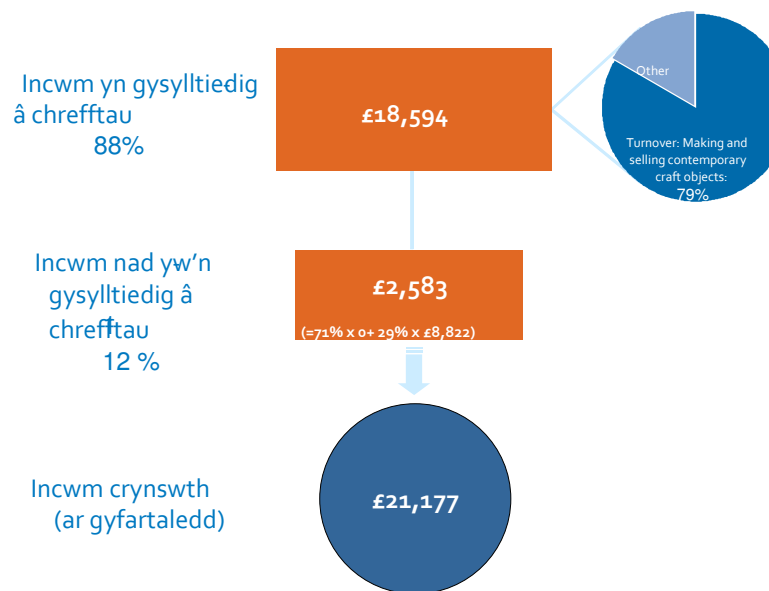 Incwm yn gysylltiedig
â chrefftau
88%
£18,594
Other
Turnover: Making and
selling contemporary
craft objects:
79%
Incwm nad yw'n
gysylltiedig â
chrefftau
12 %
£2,583
(=71% x 0+ 29% x £8,822)
Incwm crynswth
(ar gyfartaledd)
£21,177